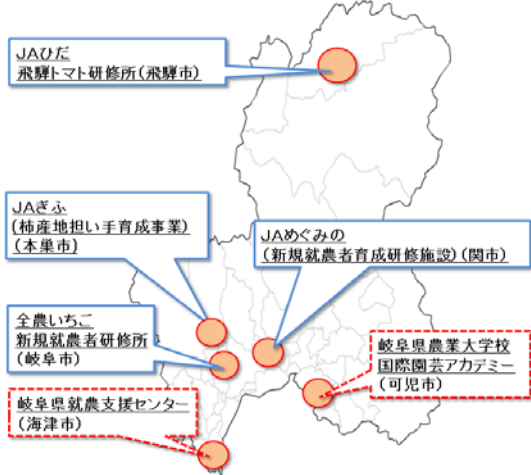 JAひだ
飛騨トマト研修所(飛騨市)
JAぎふ
(柿産地担い手育成事業)
(本巣市)
JAめぐみの
(新規就農者育成研修施設)(関市)
全農いちご
新規就農者研修所
(岐阜市)
岐阜県農業大学校
国際園芸アカデミー
(可児市)
岐阜県就農支援センター
(海津市)